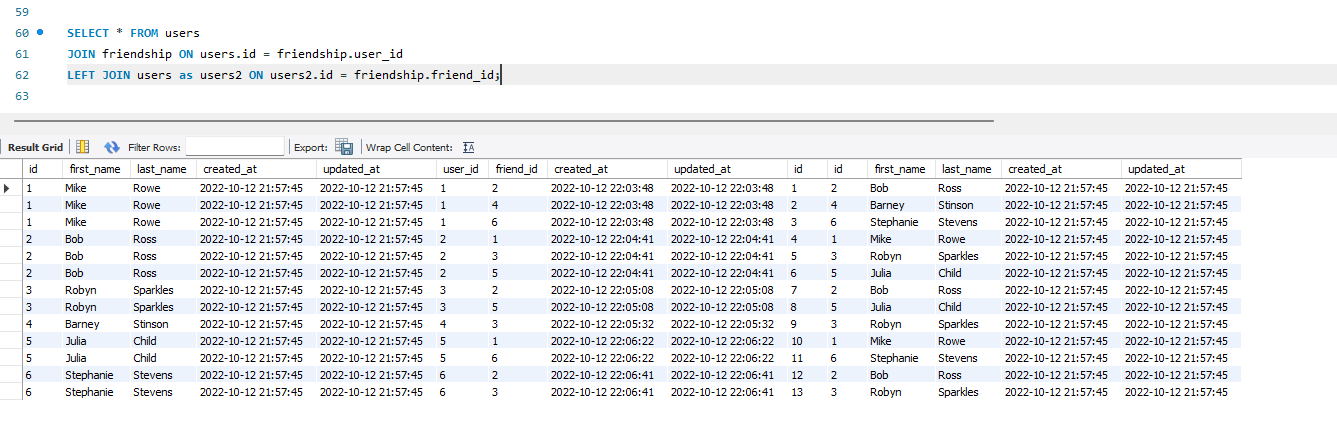 59
60 SELECT * FROM users
61 JOIN friendship ON users.id = friendship.user_id
62 LEFT JOIN users as users2 ON users2.id = friendship.friend_id;
63
Result Grid Filter Rows: Export: Wrap Cell Content: IA
id first_name last_name created_at updated_at user_id friend_id created_at updated_at id id first_name last_name created_at updated_at
1 Mike Rowe 2022-10-12 21:57:45 2022-10-12 21:57:45 1 2 2022-10-12 22:03:48 2022-10-12 22:03:48 1 2 Bob Ross 2022-10-12 21:57:45 2022-10-12 21:57:45
1 Mike Rowe 2022-10-12 21:57:45 2022-10-12 21:57:45 1 4 2022-10-12 22:03:48 2022-10-12 22:03:48 2 4 Barney Stinson 2022-10-12 21:57:45 2022-10-12 21:57:45
1 Mike Rowe 2022-10-12 21:57:45 2022-10-12 21:57:45 1 6 2022-10-12 22:03:48 2022-10-12 22:03:48 3 6 Stephanie Stevens 2022-10-12 21:57:45 2022-10-12 21:57:45
2 Bob Ross 2022-10-12 21:57:45 2022-10-12 21:57:45 2 1 2022-10-12 22:04:41 2022-10-12 22:04:41 4 1 Mike Rowe 2022-10-12 21:57:45 2022-10-12 21:57:45
2 Bob Ross 2022-10-12 21:57:45 2022-10-12 21:57:45 2 3 2022-10-12 22:04:41 2022-10-12 22:04:41 5 3 Robyn Sparkles 2022-10-12 21:57:45 2022-10-12 21:57:45
2 Bob Ross 2022-10-12 21:57:45 2022-10-12 21:57:45 2 5 2022-10-12 22:04:41 2022-10-12 22:04:41 6 5 Julia Child 2022-10-12 21:57:45 2022-10-12 21:57:45
3 Robyn Sparkles 2022-10-12 21:57:45 2022-10-12 21:57:45 3 2 2022-10-12 22:05:08 2022-10-12 22:05:08 7 2 Bob Ross 2022-10-12 21:57:45 2022-10-12 21:57:45
3 Robyn Sparkles 2022-10-12 21:57:45 2022-10-12 21:57:45 3 5 2022-10-12 22:05:08 2022-10-12 22:05:08 8 5 Julia Child 2022-10-12 21:57:45 2022-10-12 21:57:45
4 Barney Stinson 2022-10-12 21:57:45 2022-10-12 21:57:45 4 3 2022-10-12 22:05:32 2022-10-12 22:05:32 9 3 Robyn Sparkles 2022-10-12 21:57:45 2022-10-12 21:57:45
5 Julia Child 2022-10-12 21:57:45 2022-10-12 21:57:45 5 1 2022-10-12 22:06:22 2022-10-12 22:06:22 10 1 Mike Rowe 2022-10-12 21:57:45 2022-10-12 21:57:45
5 Julia Child 2022-10-12 21:57:45 2022-10-12 21:57:45 5 6 2022-10-12 22:06:22 2022-10-12 22:06:22 11 6 Stephanie Stevens 2022-10-12 21:57:45 2022-10-12 21:57:45
6 Stephanie Stevens 2022-10-12 21:57:45 2022-10-12 21:57:45 6 2 2022-10-12 22:06:41 2022-10-12 22:06:41 12 2 Bob Ross 2022-10-12 21:57:45 2022-10-12 21:57:45
6 Stephanie Stevens 2022-10-12 21:57:45 2022-10-12 21:57:45 6 3 2022-10-12 22:06:41 2022-10-12 22:06:41 13 3 Robyn Sparkles 2022-10-12 21:57:45 2022-10-12 21:57:45